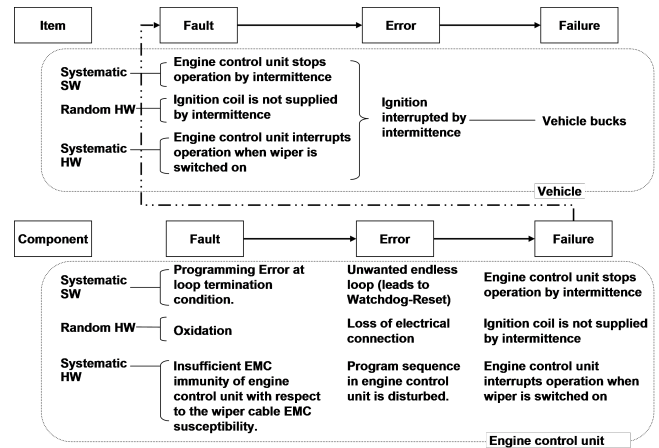 Item
Fault
Error
Failure
Systematic
SW
Engine control unit stops
operation by intermittence
Random HW
Ignition coil is not supplied
by intermittence
Systematic
HW
Engine control unit interrupts
operation when wiper is
switched on
Ignition
interrupted by
intermittence
Vehicle bucks
Vehicle
Component
Fault
Error
Failure
Systematic
SW
Programming Error at
loop termination
condition.
Unwanted endless
loop (leads to
Watchdog-Reset)
Engine control unit stops
operation by intermittence
Random HW
Oxidation
Loss of electrical
connection
Ignition coil is not supplied
by intermittence
Systematic
HW
Insufficient EMC
immunity of engine
control unit with respect
to the wiper cable EMC
susceptibility.
Program sequence
in engine control
unit is disturbed.
Engine control unit
interrupts operation when
wiper is switched on
Engine control unit